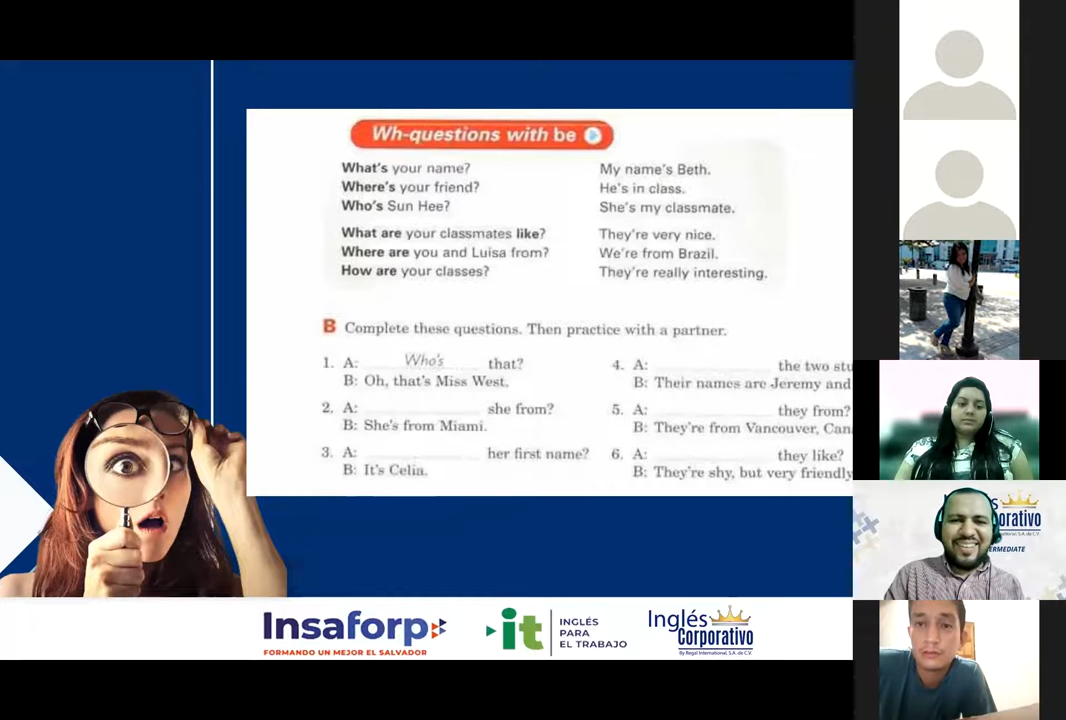 Wh-questions with be
What's your name?
My name's Beth.
Where's your friend?
He's in class.
Who's Sun Hee?
She's my classmate.
What are your classmates like?
They're very nice.
Where are you and Luisa from?
We're from Brazil.
How are your classes?
They're really interesting.
B Complete these questions. Then practice with a partner.
1. A: Who's that?
B: Oh, that's Miss West.
2. A: she from?
B: She's from Miami.
3. A: her first name?
B: It's Celia.
4. A: the two stu
B: Their names are Jeremy and
5. A: they from?
B: They're from Vancouver, Can
6. A: they like?
B: They're shy, but very friendly
Insaforp
FORMANDO UN MEJOR EL SALVADOR
it
INGLÉS
PARA
EL TRABAJO
Inglés
Corporativo
By Regal International, S.A. de C.V.
orativo
ERMEDIATE